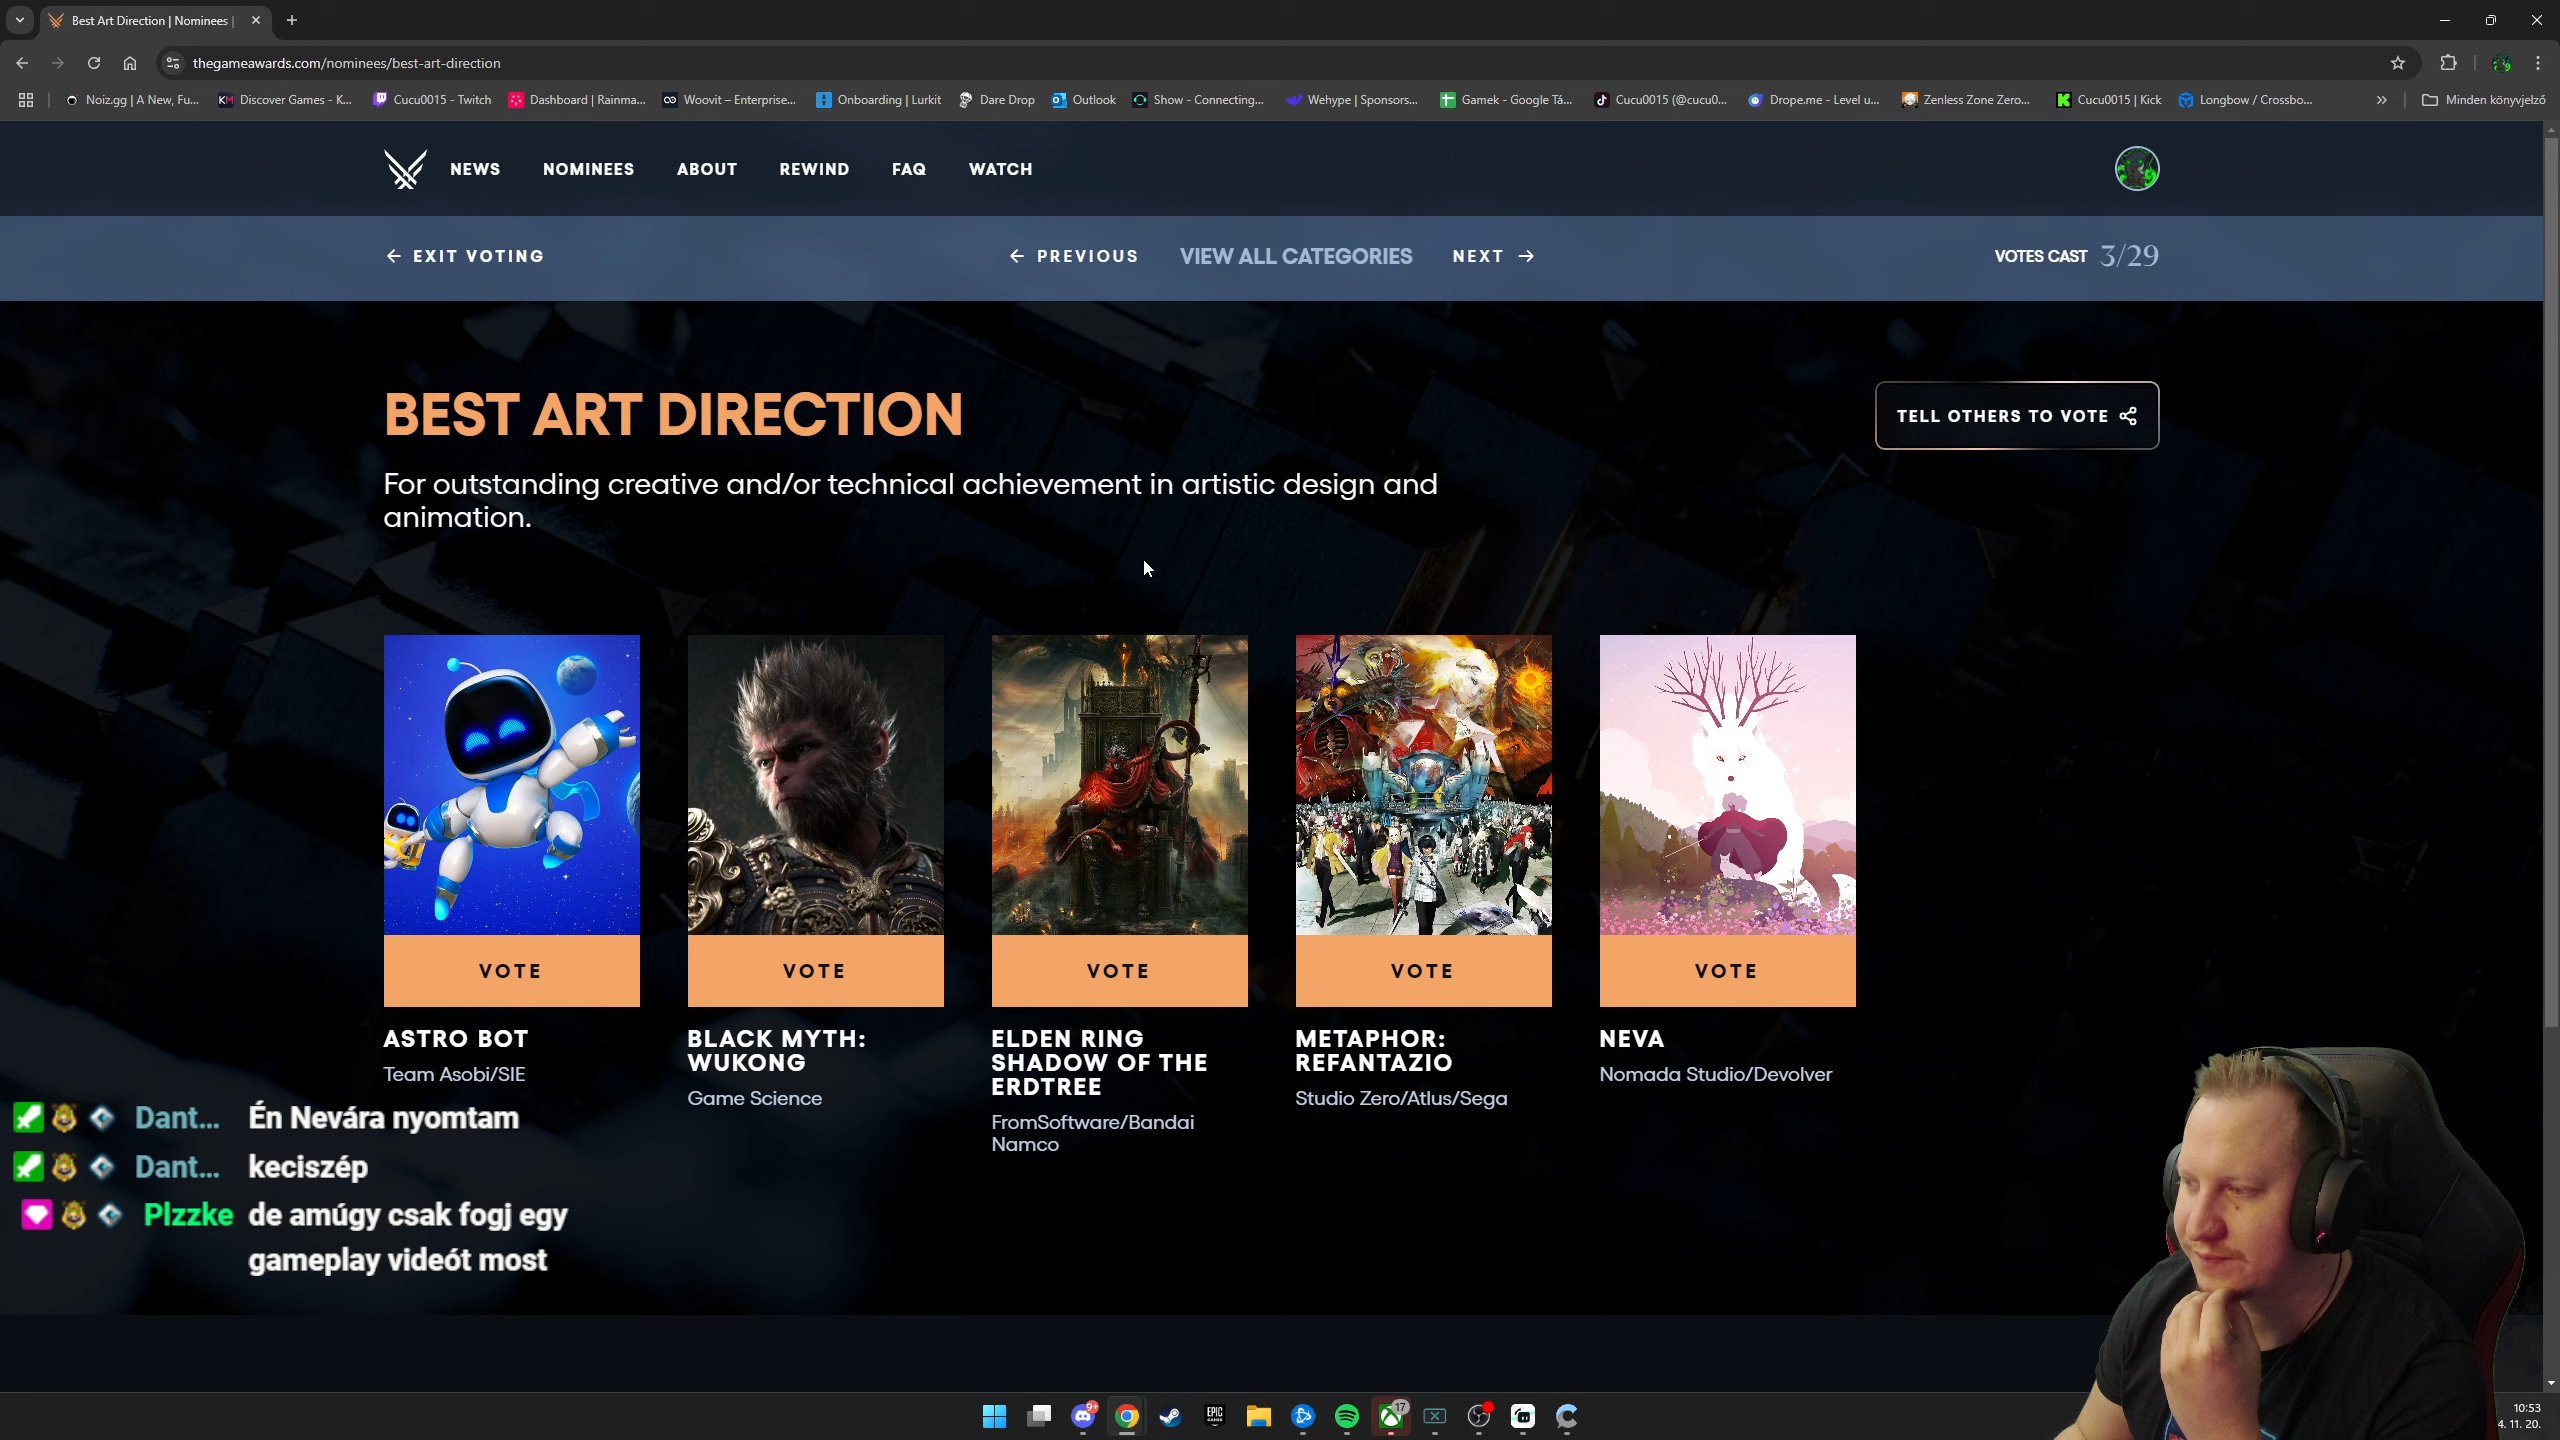 Best Art Direction | Nominees |
thegameawards.com/nominees/best-art-direction
Noiz.gg | A New, Fu...
Discover Games - K...
Cucu0015 - Twitch
Dashboard | Rainma...
Woovit – Enterprise...
Onboarding | Lurkit
Dare Drop
Outlook
Show - Connecting...
Wehype | Sponsors...
Gamek - Google Tá...
Cucu0015 (@cucu0...
Drope.me - Level u...
Zenless Zone Zero...
Cucu0015 | Kick
Longbow / Crossbo...
Minden könyvjelző
NEWS
NOMINEES
ABOUT
REWIND
FAQ
WATCH
EXIT VOTING
PREVIOUS
VIEW ALL CATEGORIES
NEXT
VOTES CAST 3/29
BEST ART DIRECTION
TELL OTHERS TO VOTE
For outstanding creative and/or technical achievement in artistic design and
animation.
VOTE
VOTE
VOTE
VOTE
VOTE
ASTRO BOT
Team Asobi/SIE
BLACK MYTH:
WUKONG
Game Science
ELDEN RING
SHADOW OF THE
ERDTREE
FromSoftware/Bandai
Namco
METAPHOR:
REFANTAZIO
Studio Zero/Atlus/Sega
NEVA
Nomada Studio/Devolver
Dant... Én Nevára nyomtam
Dant... keciszép
Plzzke de amúgy csak fogj egy
gameplay videót most
9+
EPIC
GAMES
17
10:53
4. 11. 20.